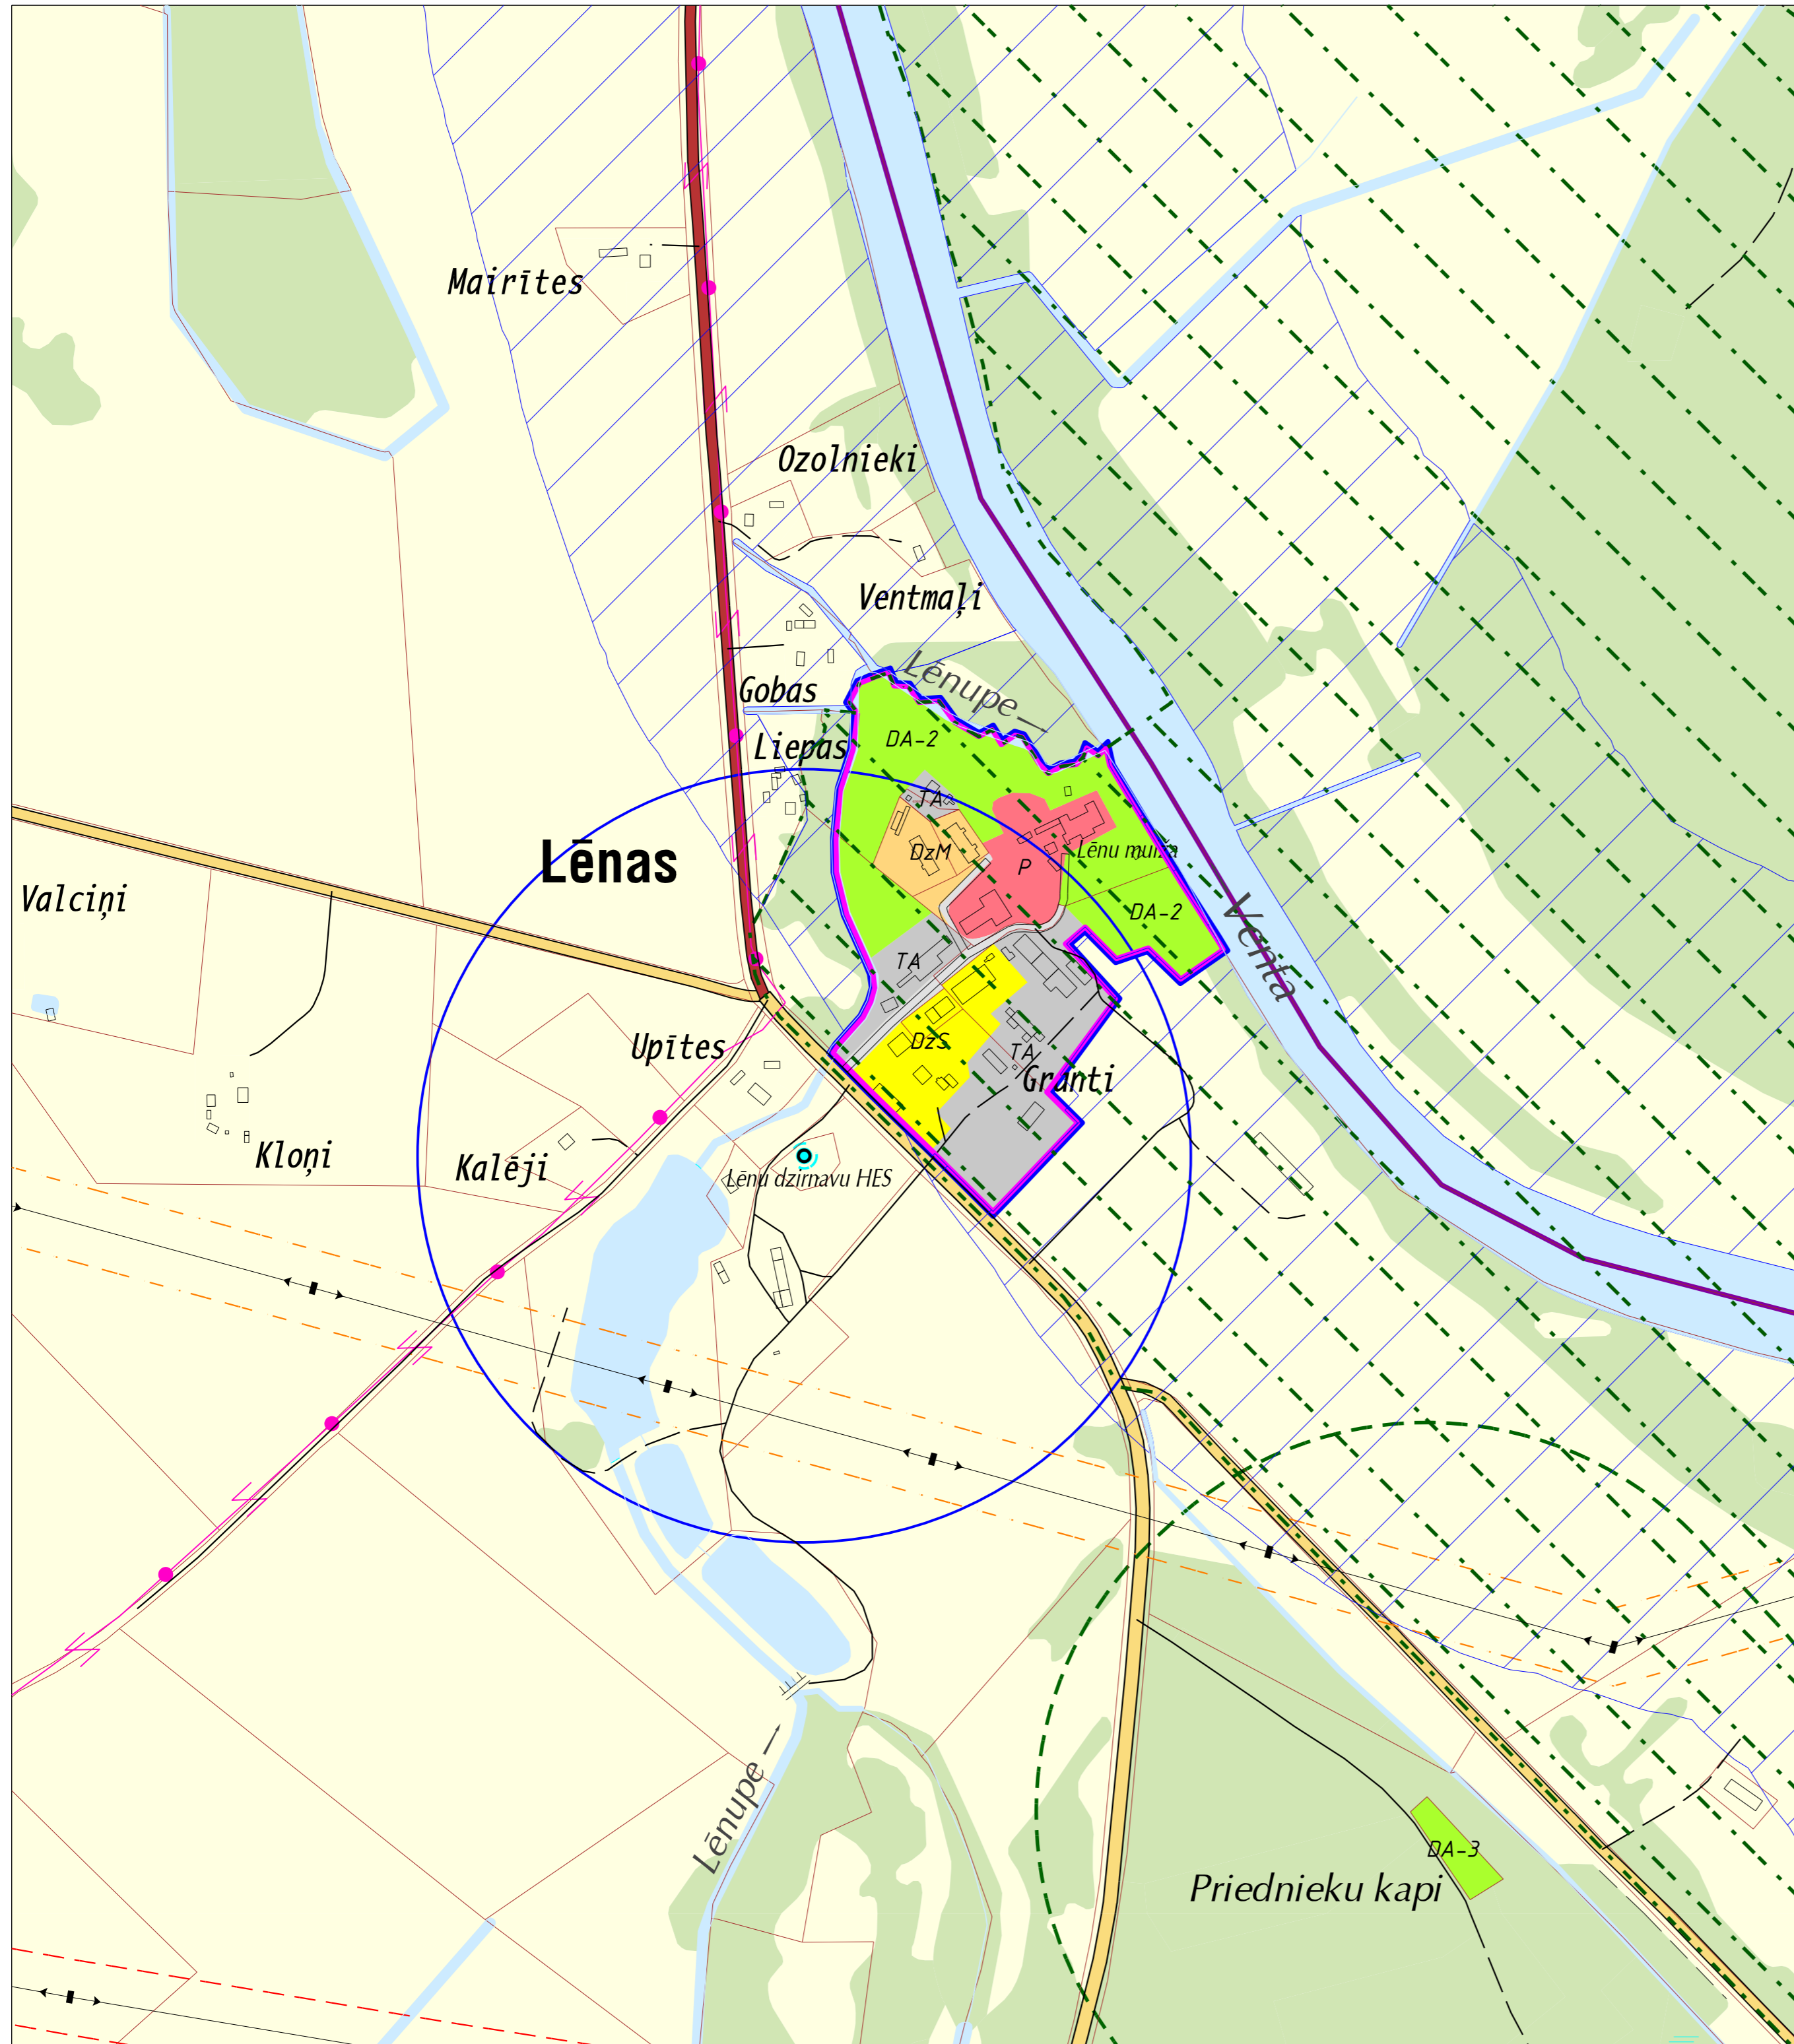 Mairītes
Ozolnieki
Ventmaļi
Lēnupe
Gobas
DA-2
Liepas
TA
Lēnas
DzM
P
Lēnu muiža
Valciņi
DA-2
Venta
TA
Upītes
DzS
TA
Granti
Kloņi
Kalēji
Lēnu dzirnavu HES
Lēnupe
DA-3
Priednieku kapi